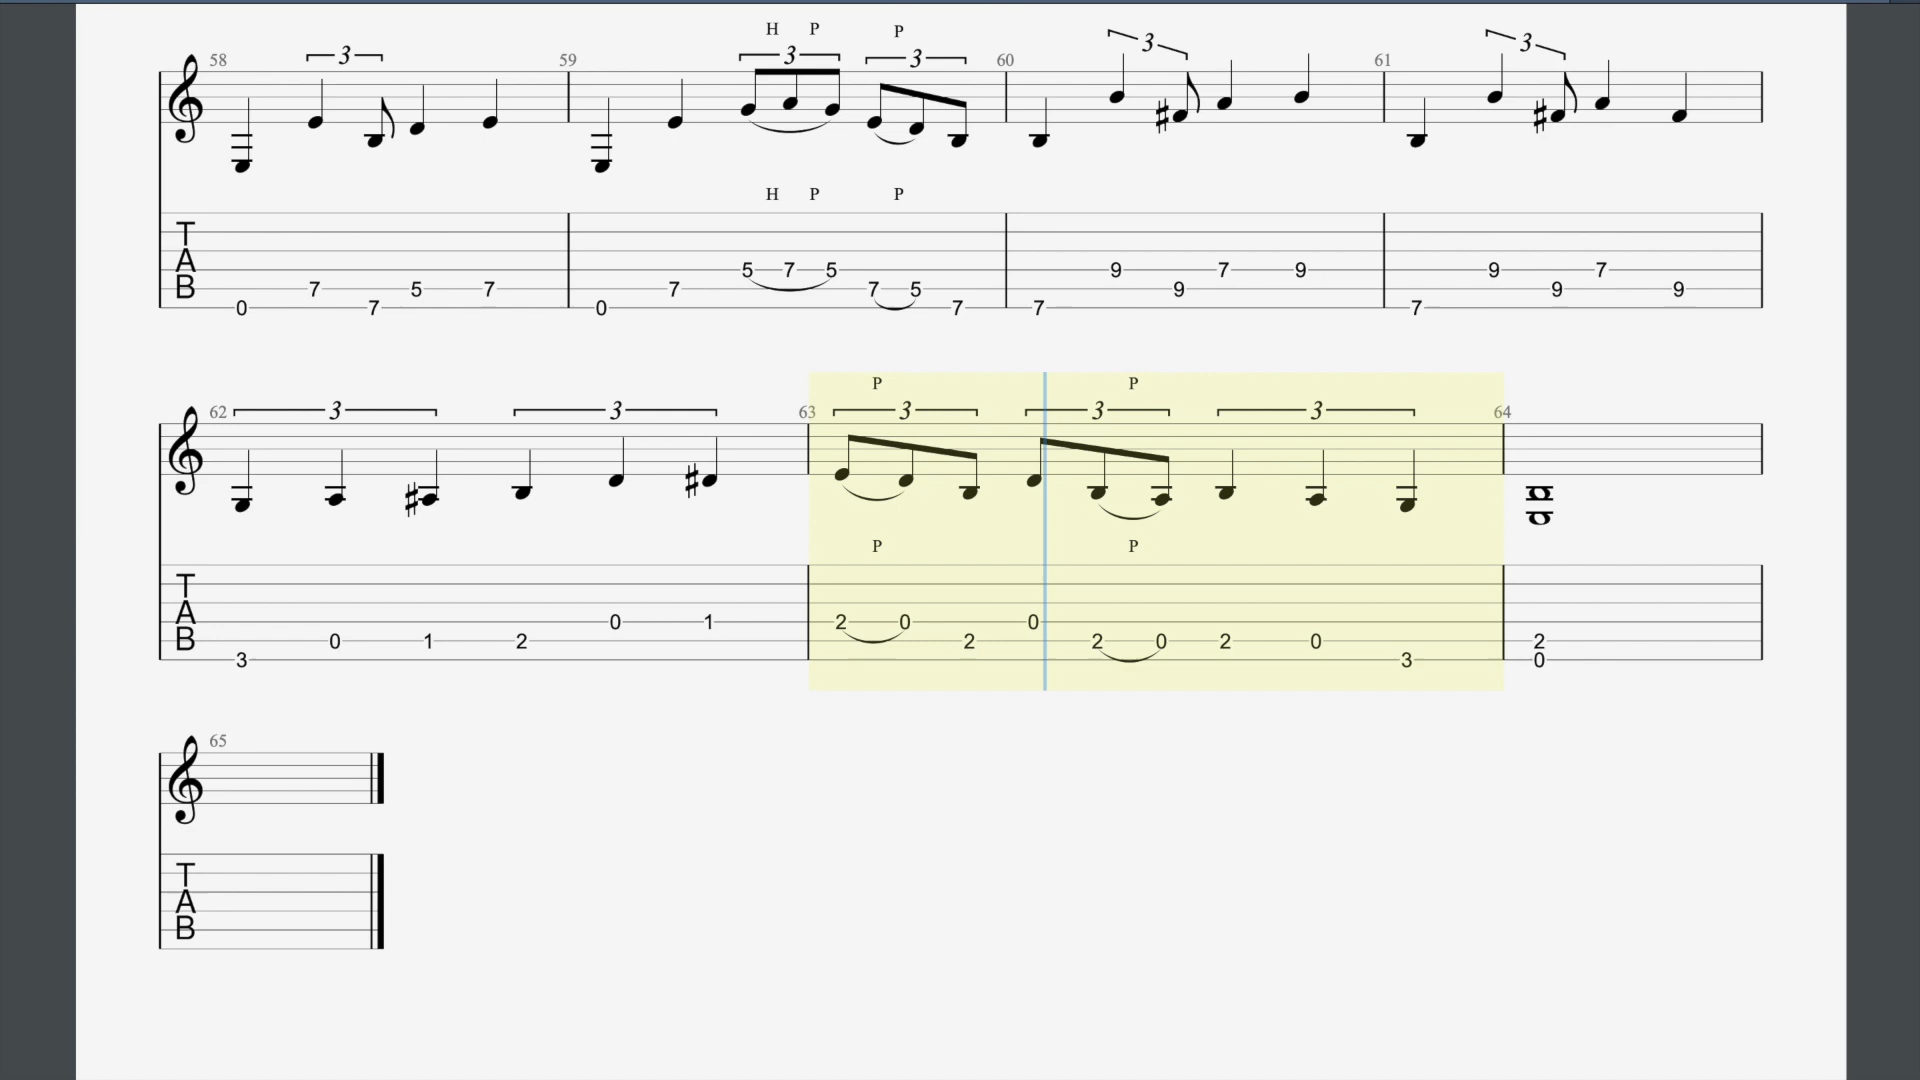 H P P
58 3 59 3 3 60 3 61 3
H P P
T
A 5 7 5 9 7 9 9 7
B 7 5 7 7 7 5 9 9 9
0 7 0 7 7 7
P P
62 3 3 63 3 3 3 64
P P
T
A 0 1 2 0 0
B 0 1 2 2 2 0 2 0 2
3 3 0
65
T
A
B